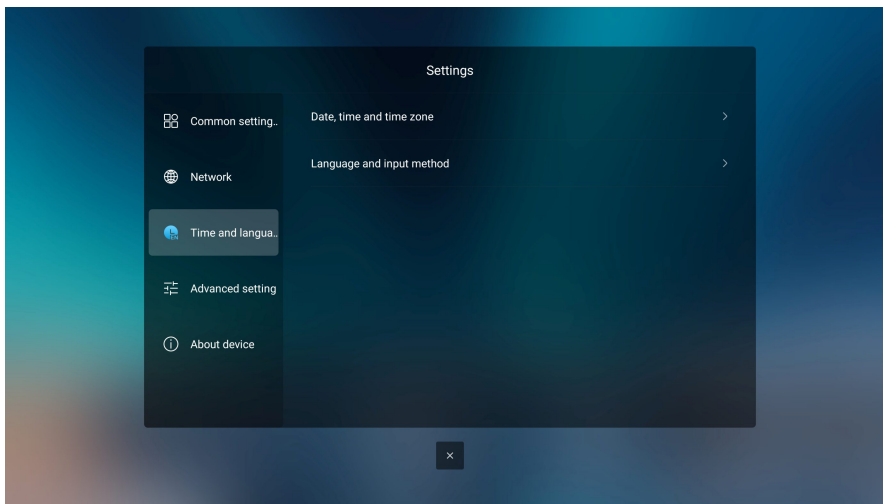 Settings
Common setting..
Network
Time and langua..
Advanced setting
About device
Date, time and time zone
Language and input method